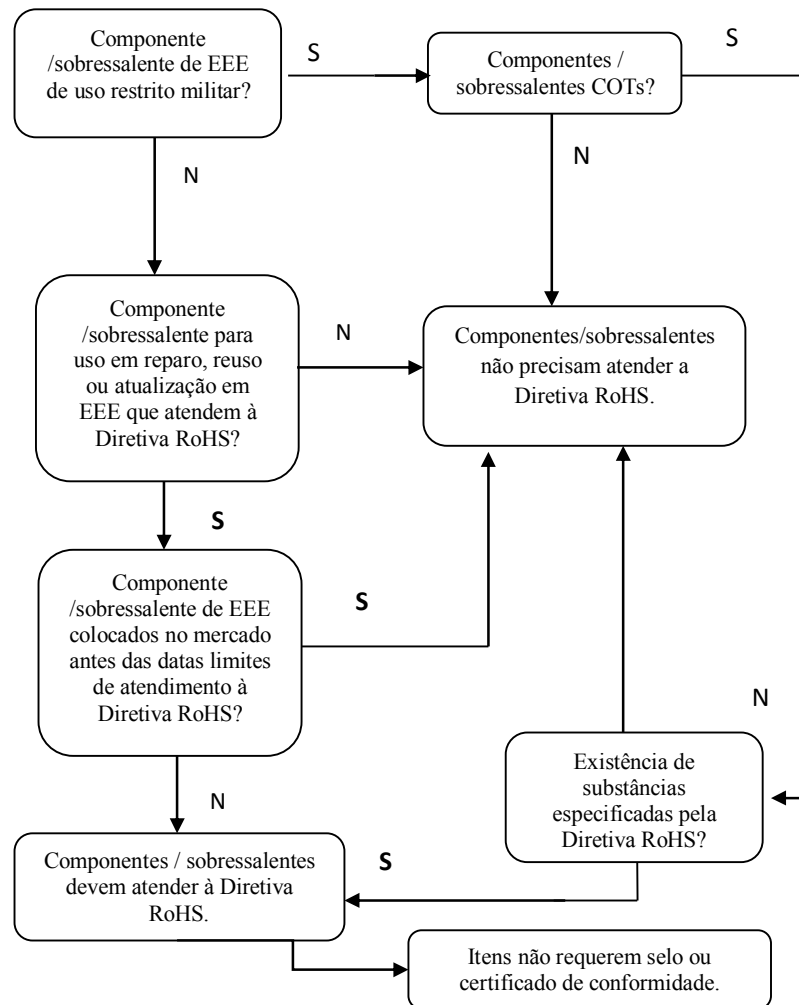 Componente
/sobressalente de EEE
de uso restrito militar?
S
Componentes /
sobressalentes COTs?
S
N
N
Componente
/sobressalente para
uso em reparo, reuso
ou atualização em
EEE que atendem à
Diretiva RoHS?
N
Componentes/sobressalentes
não precisam atender a
Diretiva RoHS.
S
Componente
/sobressalente de EEE
colocados no mercado
antes das datas limites
de atendimento à
Diretiva RoHS?
S
N
Existência de
substâncias
especificadas pela
Diretiva RoHS?
N
Componentes / sobressalentes
devem atender à Diretiva
RoHS.
S
Itens não requerem selo ou
certificado de conformidade.